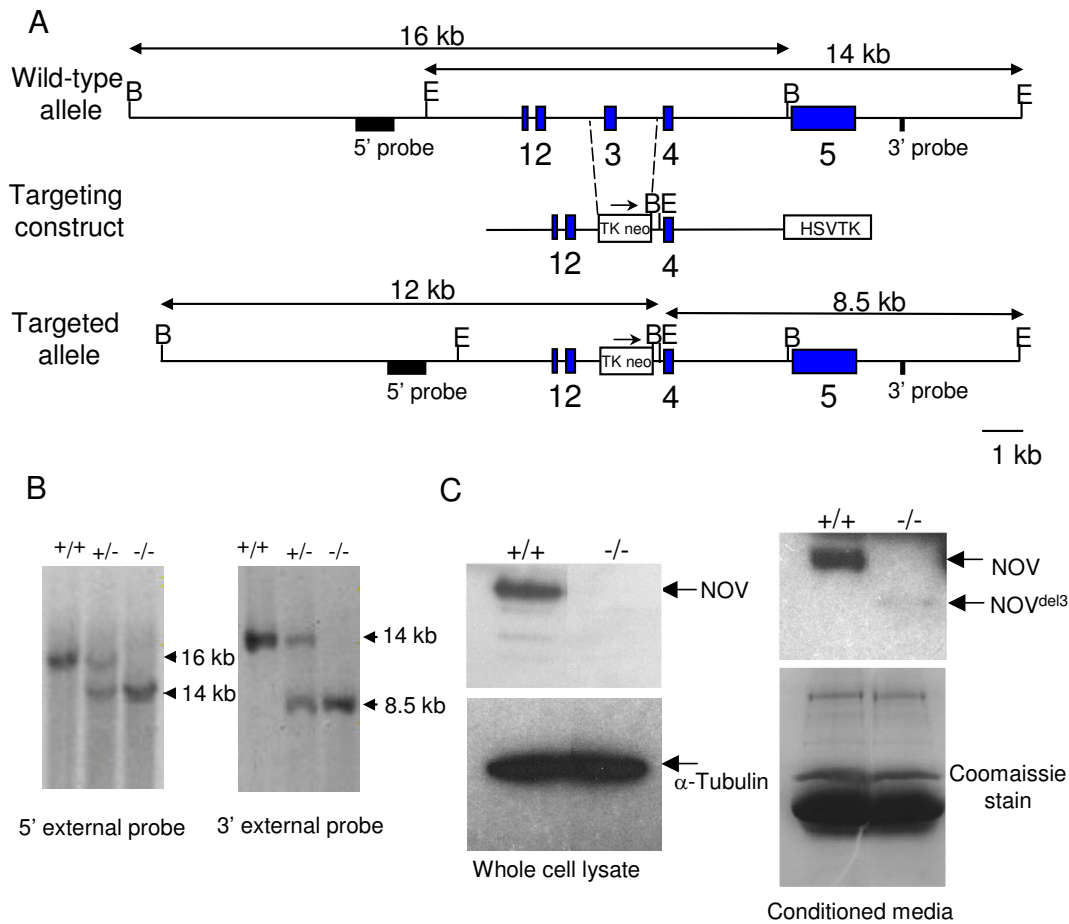 A
16 kb
14 kb
Wild-type
allele
B
E
B
E
5’ probe
12
3
4
5
3’ probe
Targeting
construct
BE
TK neo
HSVTK
12
4
12 kb
8.5 kb
Targeted
allele
B
E
BE
B
E
TK neo
5’ probe
12
4
5
3’ probe
1 kb
B
+/+ +/- -/-
16 kb
14 kb
5’ external probe
+/+ +/- -/-
14 kb
8.5 kb
3’ external probe
C
+/+ -/-
NOV
α-Tubulin
Whole cell lysate
+/+ -/-
NOV
NOVdel3
Coomaissie
stain
Conditioned media